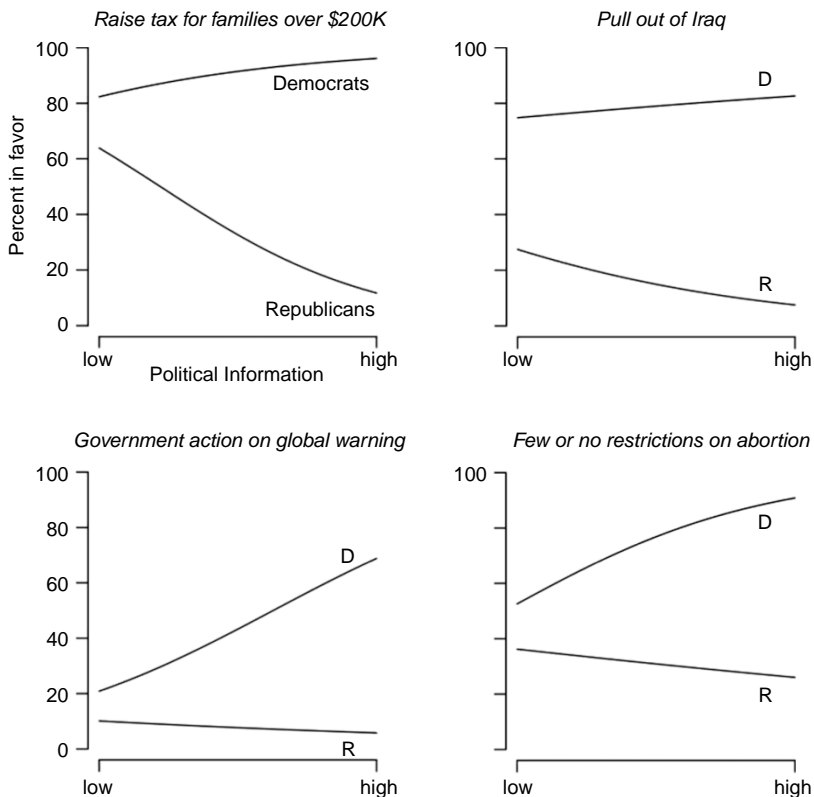 Raise tax for families over $200K
100
80
60
40
20
0
Percent in favor
Democrats
Republicans
low
high
Political Information
Pull out of Iraq
100
D
R
low
high
Government action on global warning
100
80
60
40
20
0
D
R
low
high
Few or no restrictions on abortion
100
D
R
low
high